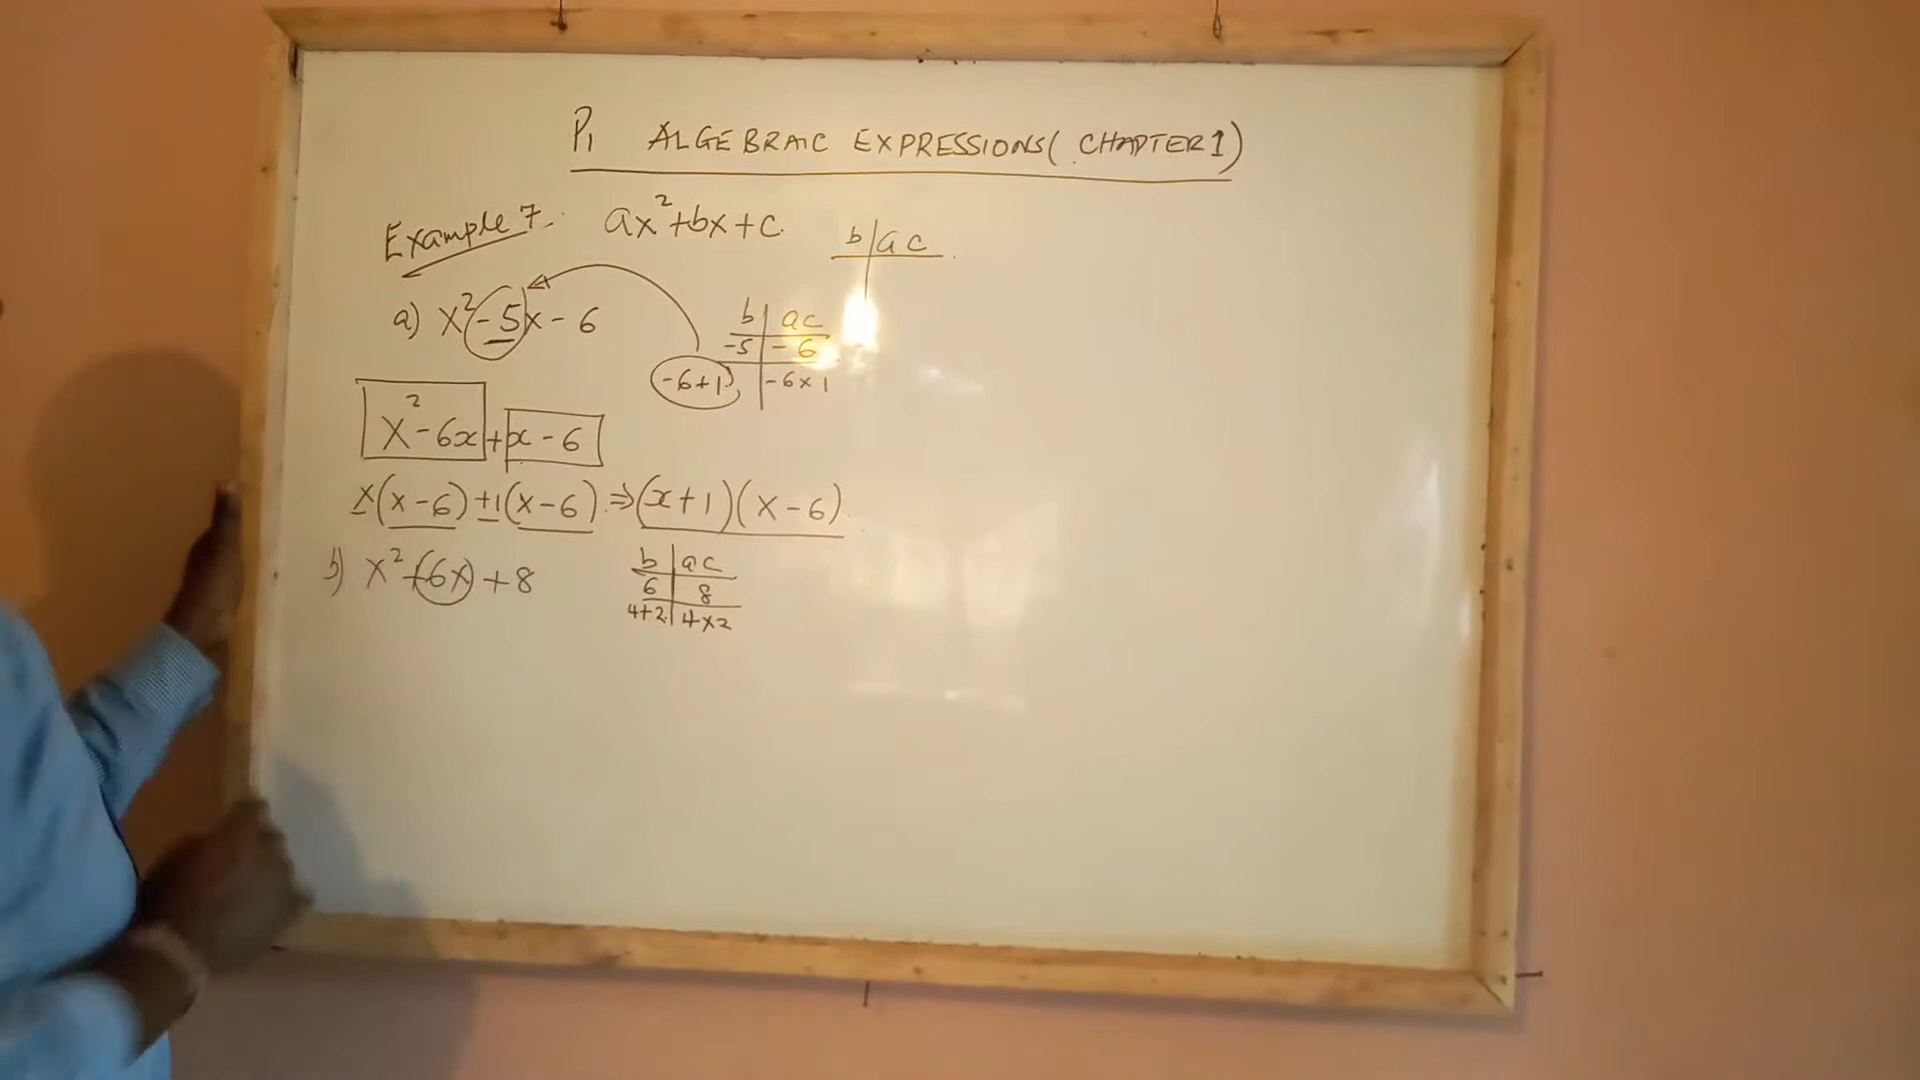 P1 ALGEBRAIC EXPRESSIONS (CHAPTER 1)
Example 7. ax²+bx+c.
b | ac
a) x²-5x-6
b | ac
-5 | -6
-6+1 | -6×1
x²-6x+x-6
x(x-6)+1(x-6) ⇒ (x+1)(x-6)
b) x²+6x+8
b | ac
6 | 8
4+2 | 4×2